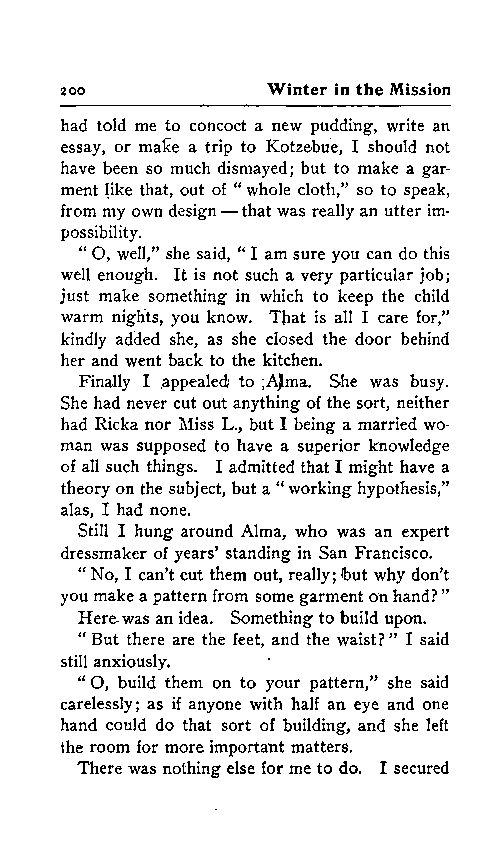 200 Winter in the Mission
had told me to concoct a new pudding, write an
essay, or make a trip to Kotzebue, I should not
have been so much dismayed; but to make a gar-
ment like that, out of “ whole cloth,” so to speak,
from my own design — that was really an utter im-
possibility.
“ O, well,” she said, “ I am sure you can do this
well enough. It is not such a very particular job;
just make something in which to keep the child
warm nights, you know. That is all I care for,”
kindly added she, as she closed the door behind
her and went back to the kitchen.
Finally I appealed to Alma. She was busy.
She had never cut out anything of the sort, neither
had Ricka nor Miss L., but I being a married wo-
man was supposed to have a superior knowledge
of all such things. I admitted that I might have a
theory on the subject, but a “ working hypothesis,”
alas, I had none.
Still I hung around Alma, who was an expert
dressmaker of years’ standing in San Francisco.
“ No, I can’t cut them out, really; but why don’t
you make a pattern from some garment on hand? ”
Here was an idea. Something to build upon.
“ But there are the feet, and the waist? ” I said
still anxiously.
“ O, build them on to your pattern,” she said
carelessly; as if anyone with half an eye and one
hand could do that sort of building, and she left
the room for more important matters.
There was nothing else for me to do. I secured